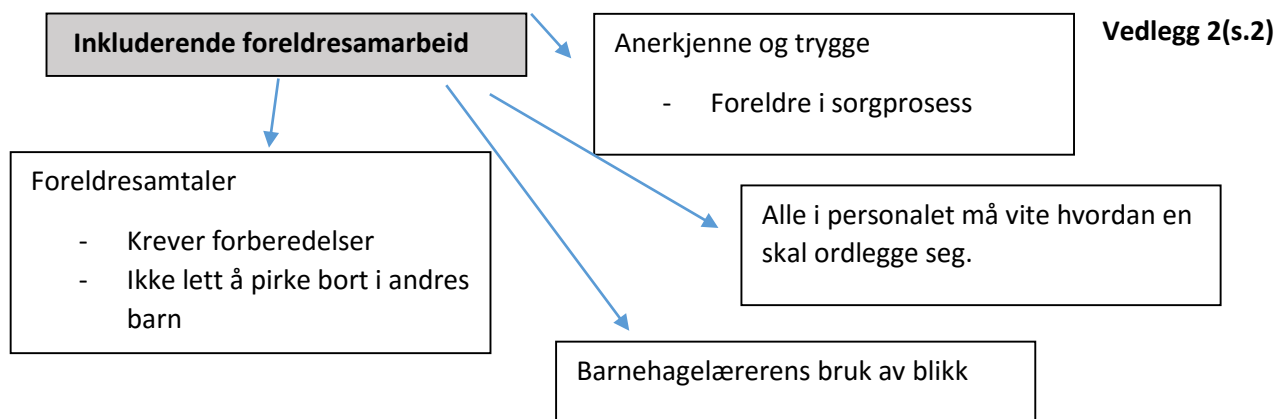 Inkluderende foreldresamarbeid
Vedlegg 2(s.2)
Anerkjenne og trygge
- Foreldre i sorgprosess
Foreldresamtaler
- Krever forberedelser
- Ikke lett å pirke bort i andres
barn
Alle i personalet må vite hvordan en
skal ordlegge seg.
Barnehagelærerens bruk av blikk